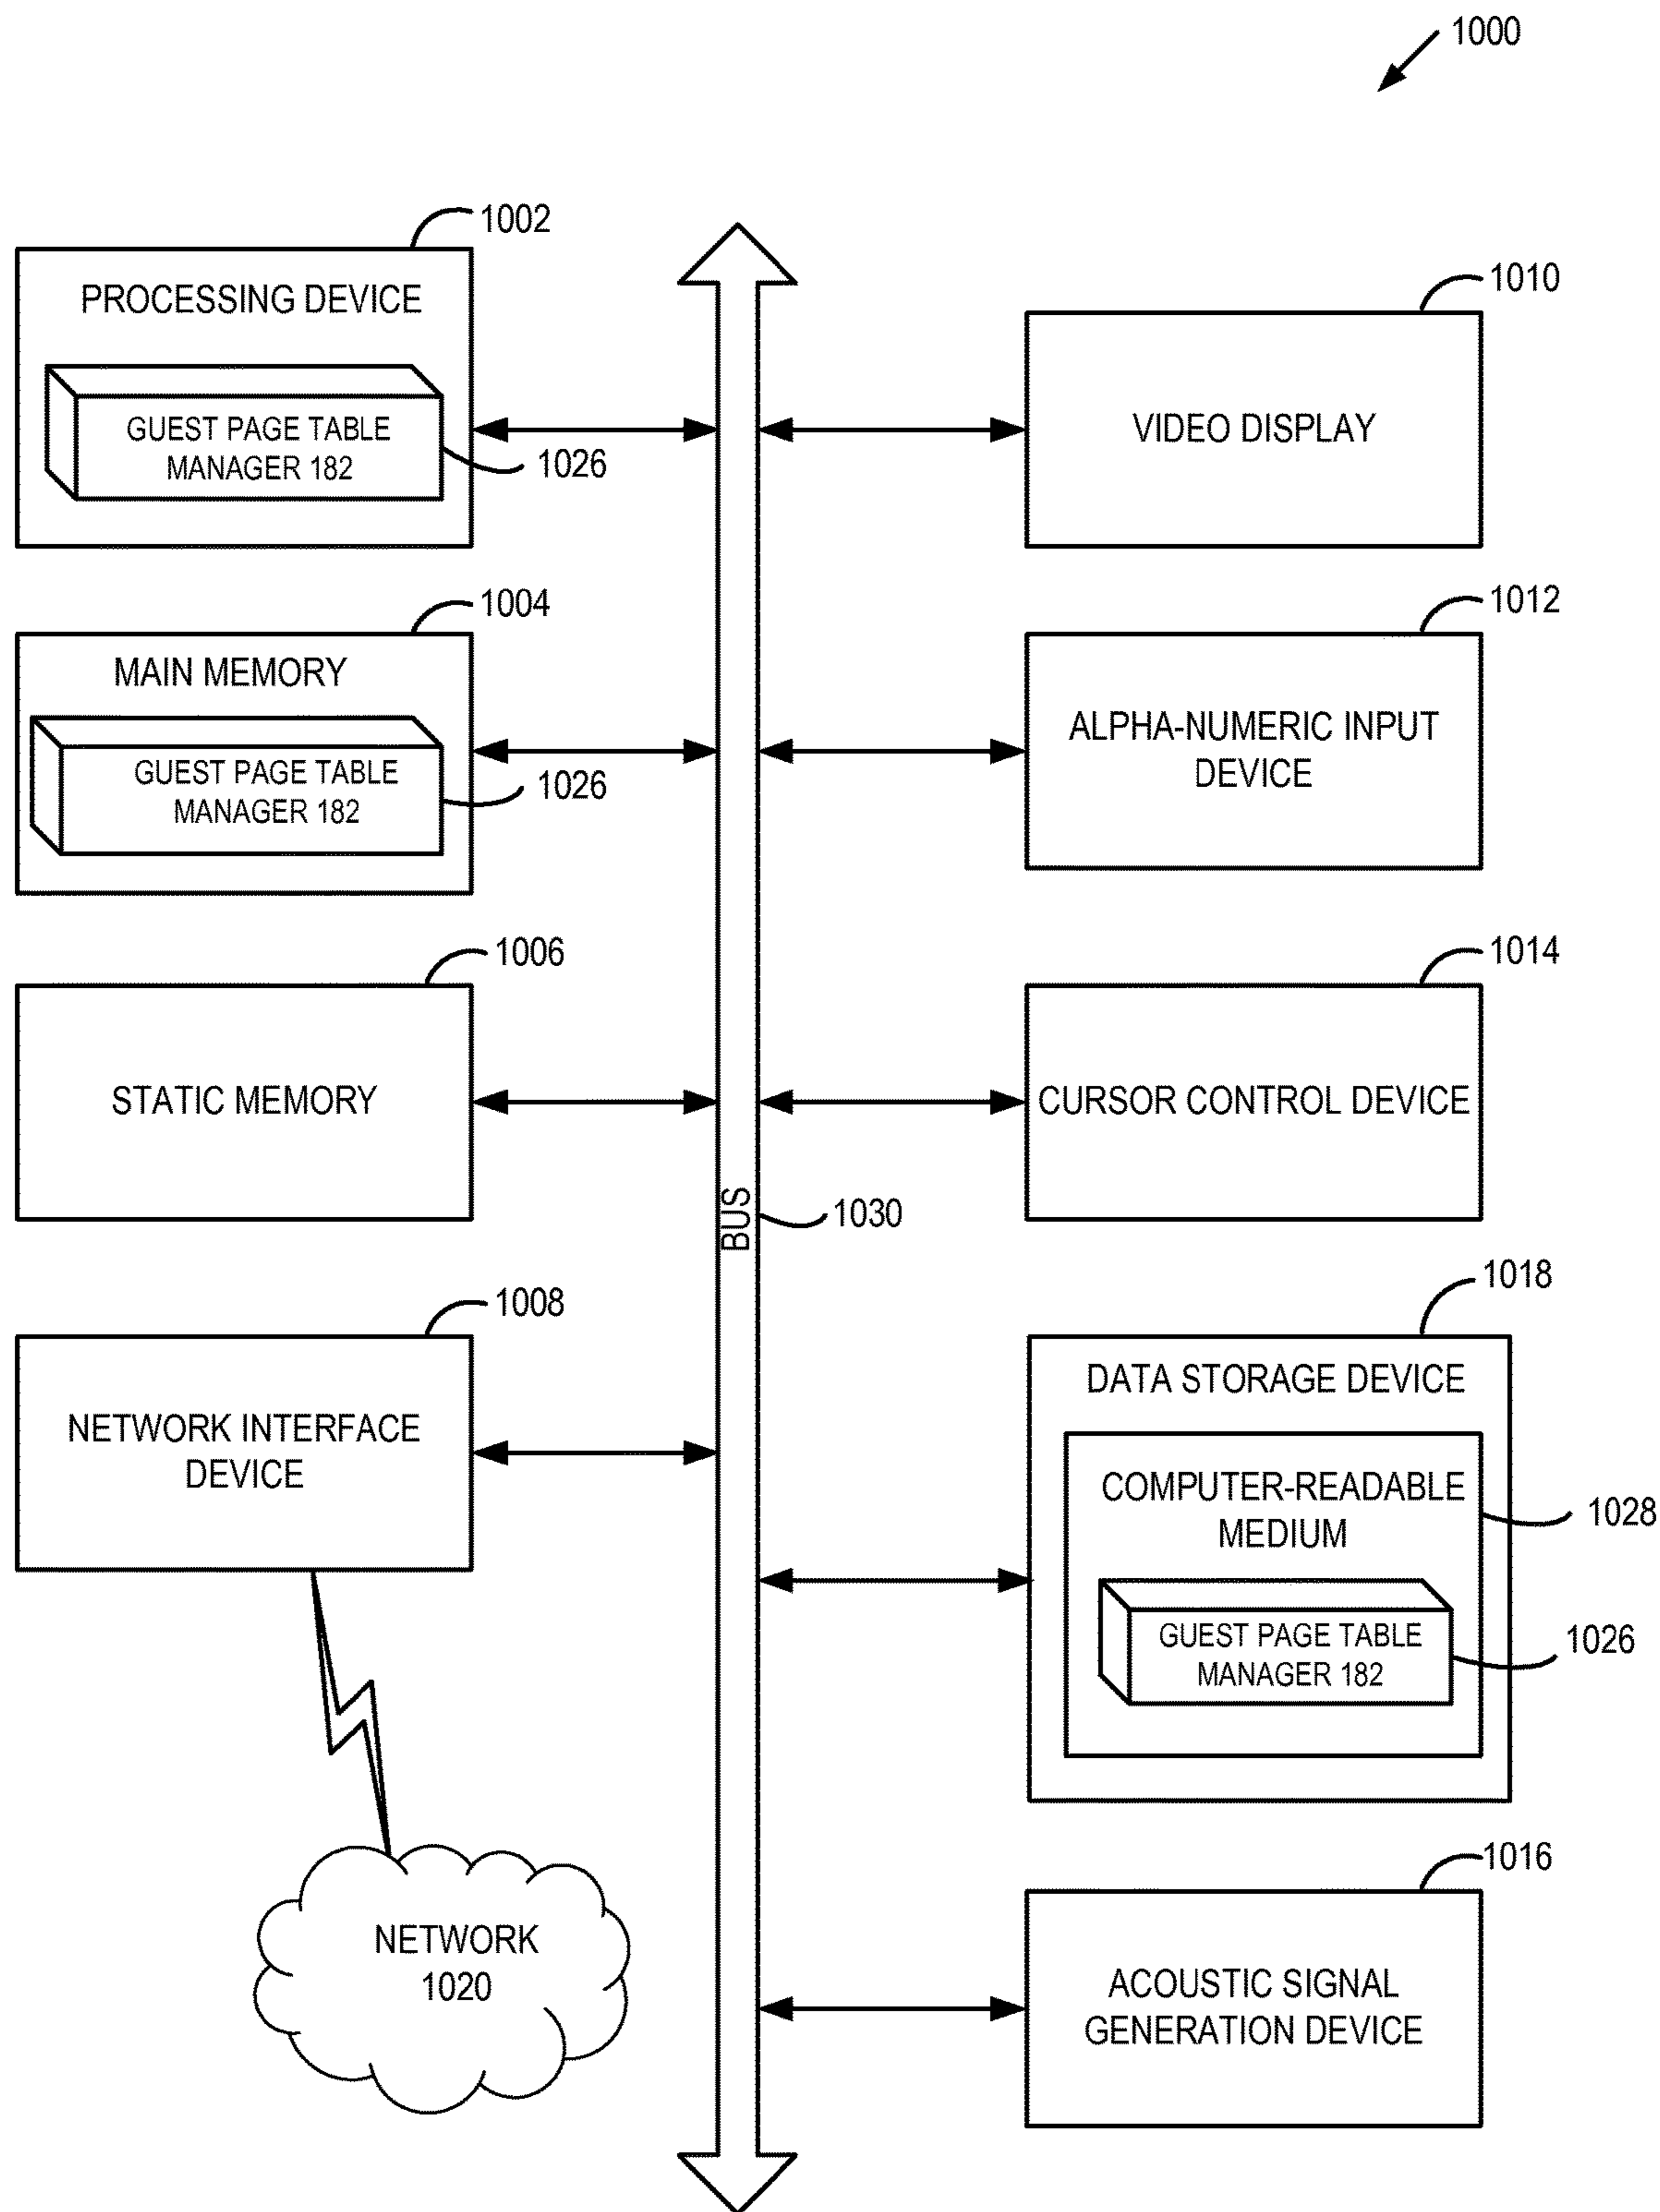 1000
1002
PROCESSING DEVICE
GUEST PAGE TABLE
MANAGER 182
1026
1004
MAIN MEMORY
GUEST PAGE TABLE
MANAGER 182
1026
1006
STATIC MEMORY
1008
NETWORK INTERFACE
DEVICE
NETWORK
1020
BUS
1030
1010
VIDEO DISPLAY
1012
ALPHA-NUMERIC INPUT
DEVICE
1014
CURSOR CONTROL DEVICE
1018
DATA STORAGE DEVICE
COMPUTER-READABLE
MEDIUM
1028
GUEST PAGE TABLE
MANAGER 182
1026
1016
ACOUSTIC SIGNAL
GENERATION DEVICE